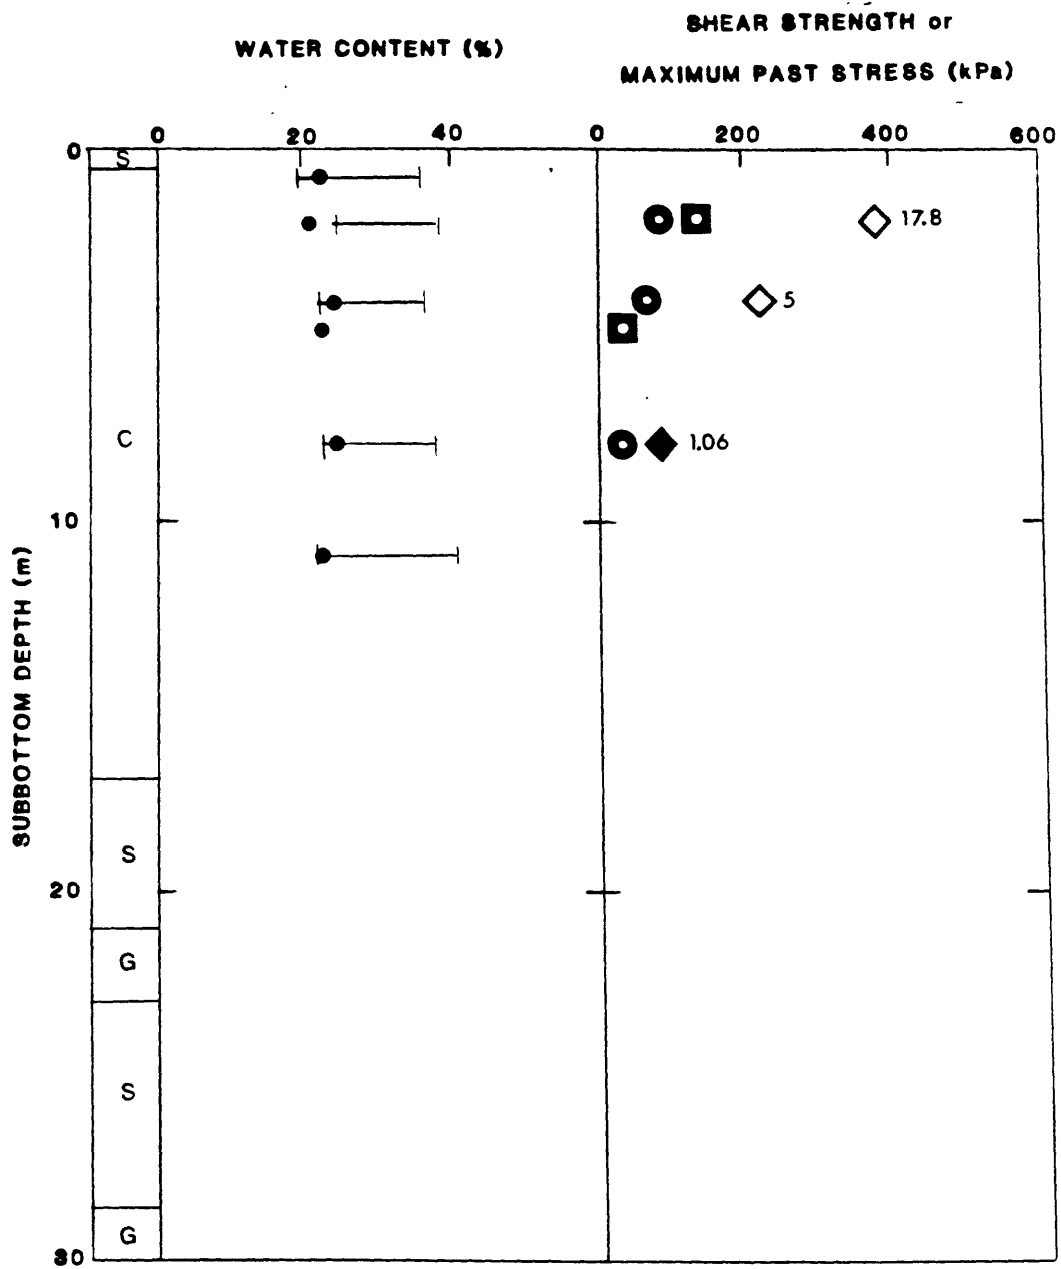 WATER CONTENT (%)
SHEAR STRENGTH or
MAXIMUM PAST STRESS (kPa)
0 20 40 0 200 400 600
0
S
17.8
5
C
1.06
10
SUBBOTTOM DEPTH (m)
S
20
G
S
G
30